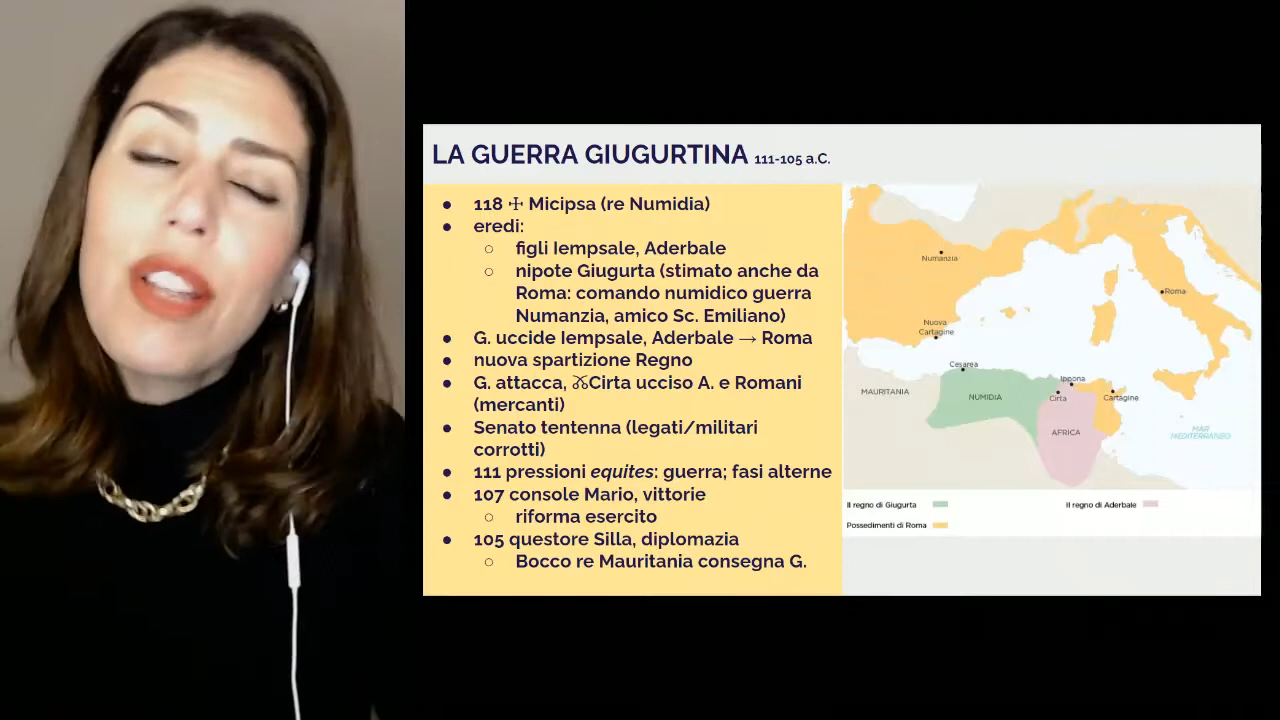 LA GUERRA GIUGURTINA 111-105 a.C.
● 118 ☩ Micipsa (re Numidia)
● eredi:
○ figli Iempsale, Aderbale
○ nipote Giugurta (stimato anche da
Roma: comando numidico guerra
Numanzia, amico Sc. Emiliano)
● G. uccide Iempsale, Aderbale → Roma
● nuova spartizione Regno
● G. attacca, Cirta ucciso A. e Romani
(mercanti)
● Senato tentenna (legati/militari
corrotti)
● 111 pressioni equites: guerra; fasi alterne
● 107 console Mario, vittorie
○ riforma esercito
● 105 questore Silla, diplomazia
○ Bocco re Mauritania consegna G.
Numanzia
Roma
Nuova
Cartagine
Cesarea
Ippona
MAURITANIA
NUMIDIA
Cirta
Cartagine
AFRICA
MAR
MEDITERRANEO
Il regno di Giugurta
Il regno di Aderbale
Possedimenti di Roma